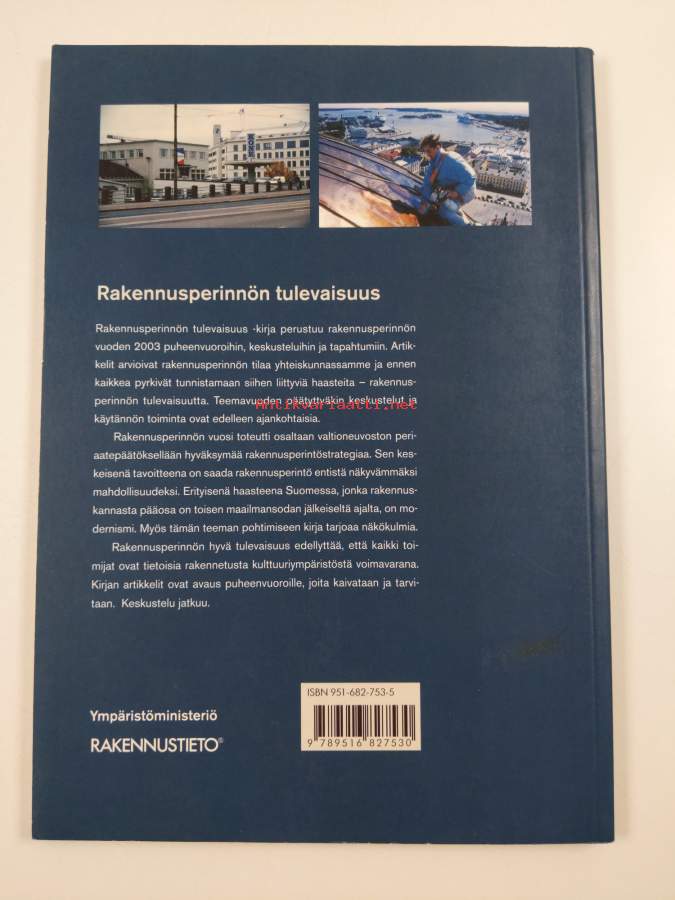 Rakennusperinnön tulevaisuus
Rakennusperinnön tulevaisuus -kirja perustuu rakennusperinnön
vuoden 2003 puheenvuoroihin, keskusteluihin ja tapahtumiin. Artik-
kelit arvioivat rakennusperinnön tilaa yhteiskunnassamme ja ennen
kaikkea pyrkivät tunnistamaan siihen liittyviä haasteita – rakennus-
perinnön tulevaisuutta. Teemavuoden päätyttyäkin keskustelut ja
Antikvariaatti.net
käytännön toiminta ovat edelleen ajankohtaisia.
Rakennusperinnön vuosi toteutti osaltaan valtioneuvoston peri-
aatepäätöksellään hyväksymää rakennusperintöstrategiaa. Sen kes-
keisenä tavoitteena on saada rakennusperintö entistä näkyvämmäksi
mahdollisuudeksi. Erityisenä haasteena Suomessa, jonka rakennus-
kannasta pääosa on toisen maailmansodan jälkeiseltä ajalta, on mo-
dernismi. Myös tämän teeman pohtimiseen kirja tarjoaa näkökulmia.
Rakennusperinnön hyvä tulevaisuus edellyttää, että kaikki toi-
mijat ovat tietoisia rakennetusta kulttuuriympäristöstä voimavarana.
Kirjan artikkelit ovat avaus puheenvuoroille, joita kaivataan ja tarvi-
taan. Keskustelu jatkuu.
ISBN 951-682-753-5
9 789516 827530
Ympäristöministeriö
RAKENNUSTIETO®